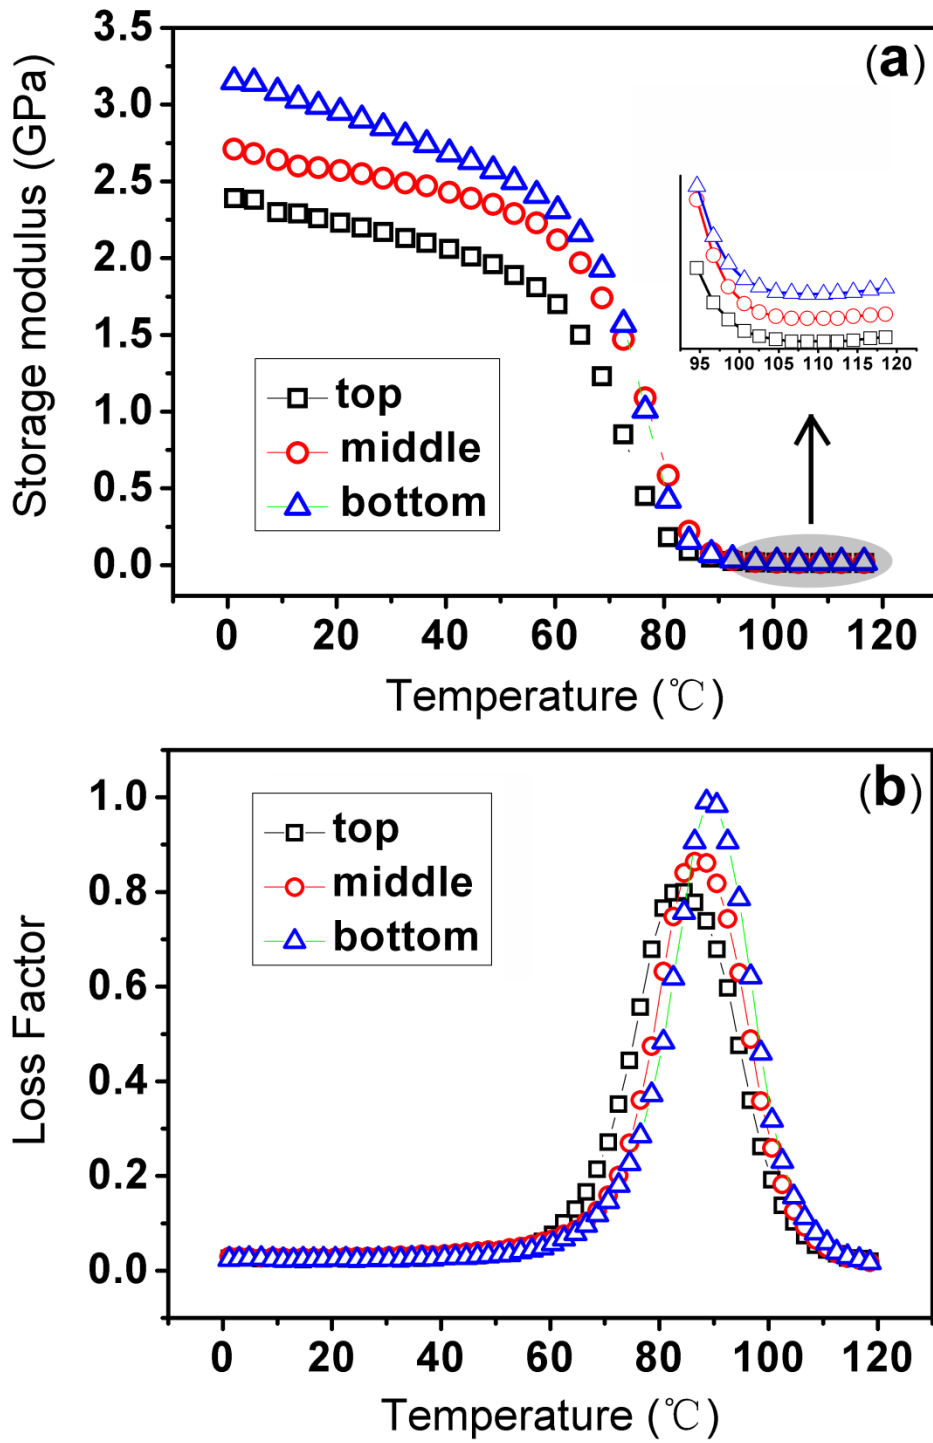 (a)
3.5
3.0
2.5
2.0
1.5
1.0
0.5
0.0
Storage modulus (GPa)
95 100 105 110 115 120
top
middle
bottom
0 20 40 60 80 100 120
Temperature (℃)
(b)
1.0
0.8
0.6
0.4
0.2
0.0
Loss Factor
top
middle
bottom
0 20 40 60 80 100 120
Temperature (℃)